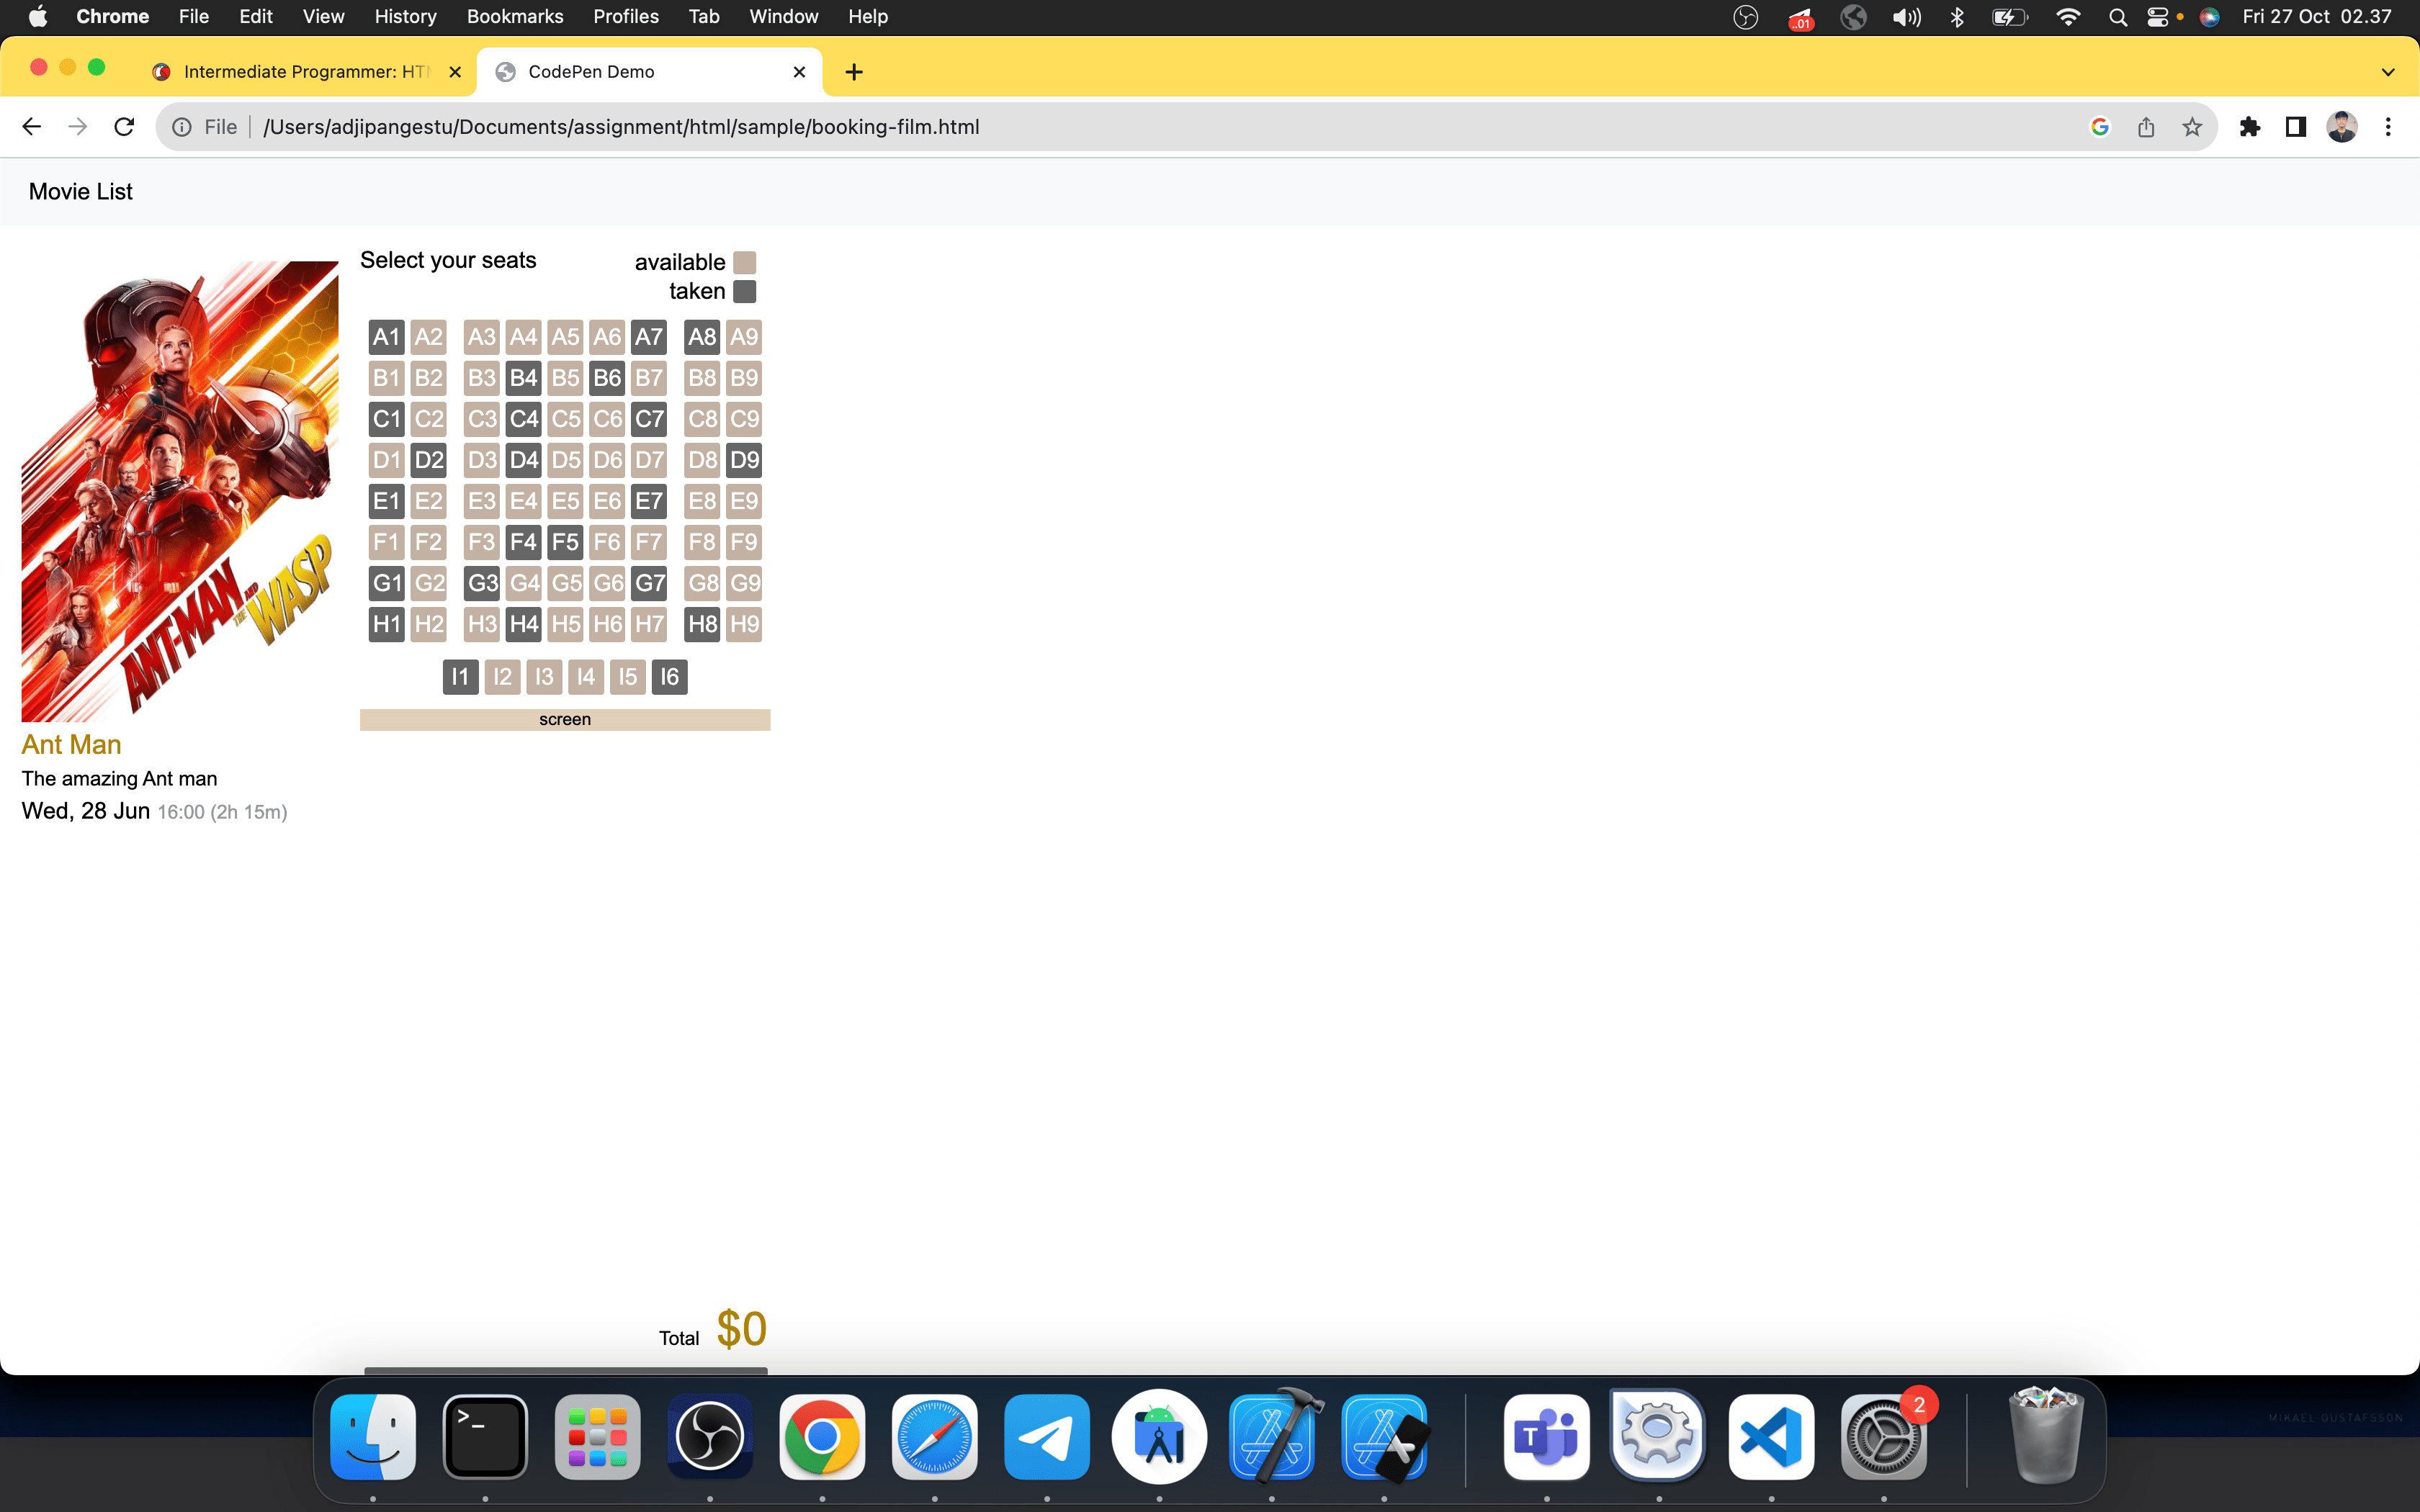 Chrome File Edit View History Bookmarks Profiles Tab Window Help .01 Fri 27 Oct 02.37
Intermediate Programmer: HT CodePen Demo
File /Users/adjipangestu/Documents/assignment/html/sample/booking-film.html
Movie List
Select your seats available
taken
A1 A2 A3 A4 A5 A6 A7 A8 A9
B1 B2 B3 B4 B5 B6 B7 B8 B9
C1 C2 C3 C4 C5 C6 C7 C8 C9
D1 D2 D3 D4 D5 D6 D7 D8 D9
E1 E2 E3 E4 E5 E6 E7 E8 E9
F1 F2 F3 F4 F5 F6 F7 F8 F9
G1 G2 G3 G4 G5 G6 G7 G8 G9
H1 H2 H3 H4 H5 H6 H7 H8 H9
I1 I2 I3 I4 I5 I6
screen
ANT-MAN AND THE WASP
Ant Man
The amazing Ant man
Wed, 28 Jun 16:00 (2h 15m)
Total $0
>_
T
2
MIKAEL GUSTAFSSON